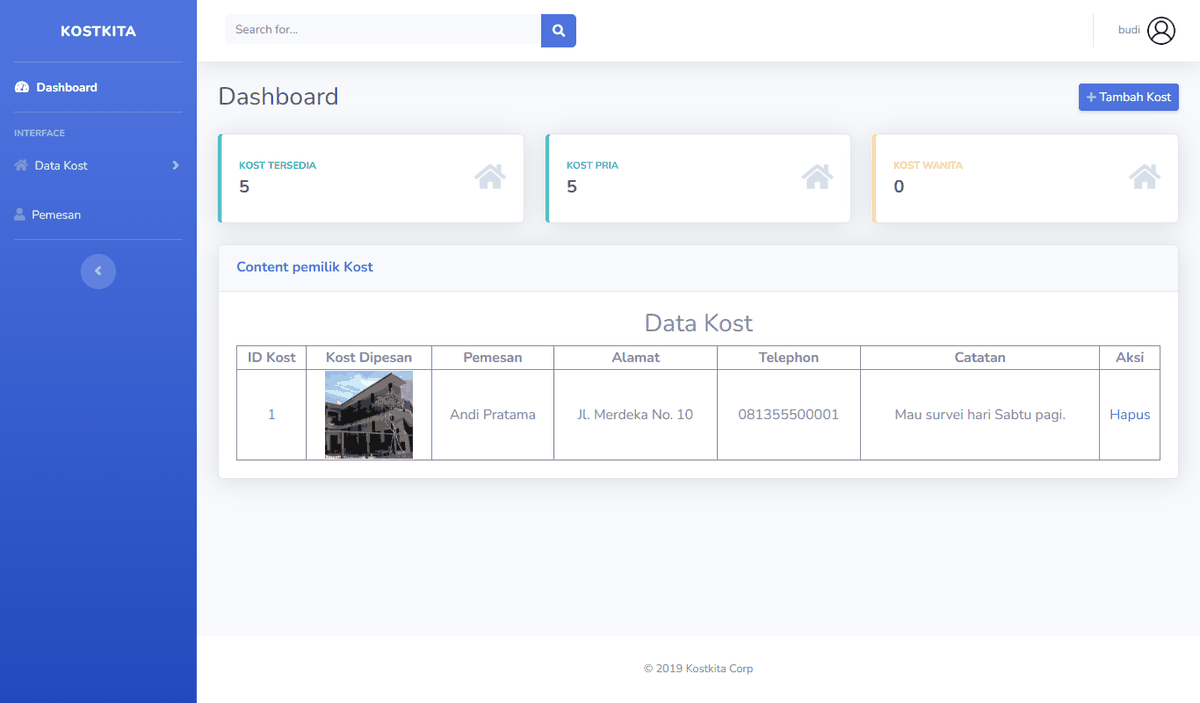 KOSTKITA
Search for...
budi
Dashboard
INTERFACE
Data Kost
Pemesan
Dashboard
+ Tambah Kost
KOST TERSEDIA
5
KOST PRIA
5
KOST WANITA
0
Content pemilik Kost
Data Kost
ID Kost Kost Dipesan Pemesan Alamat Telephon Catatan Aksi
1 Andi Pratama Jl. Merdeka No. 10 081355500001 Mau survei hari Sabtu pagi. Hapus
© 2019 Kostkita Corp